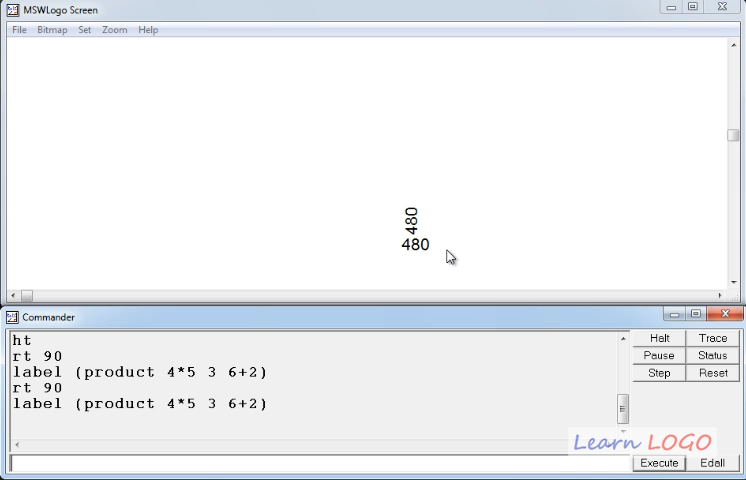 MSWLogo Screen
File Bitmap Set Zoom Help
480
480
Commander
ht
rt 90
label (product 4*5 3 6+2)
rt 90
label (product 4*5 3 6+2)
Halt Trace
Pause Status
Step Reset
Learn LOGO
Execute Edall